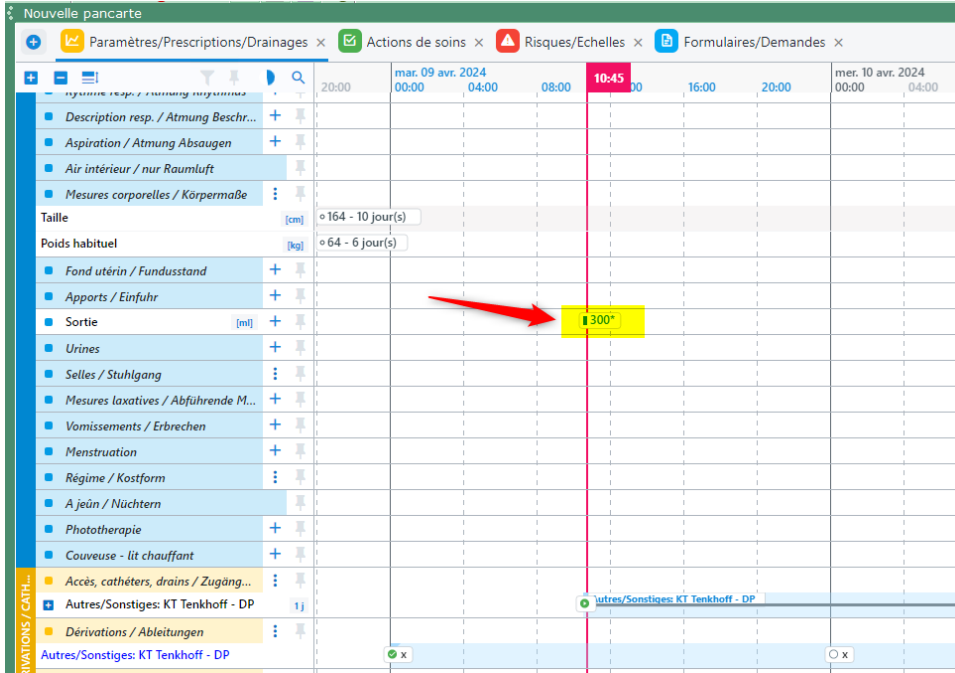 Nouvelle pancarte
Paramètres/Prescriptions/Drainages × Actions de soins × Risques/Echelles × Formulaires/Demandes ×
mar. 09 avr. 2024 mer. 10 avr. 2024
20:00 00:00 04:00 08:00 10:45 16:00 20:00 00:00 04:00
Rythme resp. / Atmung Rhythmus
Description resp. / Atmung Beschr...
Aspiration / Atmung Absaugen
Air intérieur / nur Raumluft
Mesures corporelles / Körpermaße
Taille [cm] 164 - 10 jour(s)
Poids habituel [kg] 64 - 6 jour(s)
Fond utérin / Fundusstand
Apports / Einfuhr
Sortie [ml] 300*
Urines
Selles / Stuhlgang
Mesures laxatives / Abführende M...
Vomissements / Erbrechen
Menstruation
Régime / Kostform
A jeûn / Nüchtern
Phototherapie
Couveuse - lit chauffant
Accès, cathéters, drains / Zugäng...
Autres/Sonstiges: KT Tenkhoff - DP 1 j Autres/Sonstiges: KT Tenkhoff - DP
Dérivations / Ableitungen
Autres/Sonstiges: KT Tenkhoff - DP x x